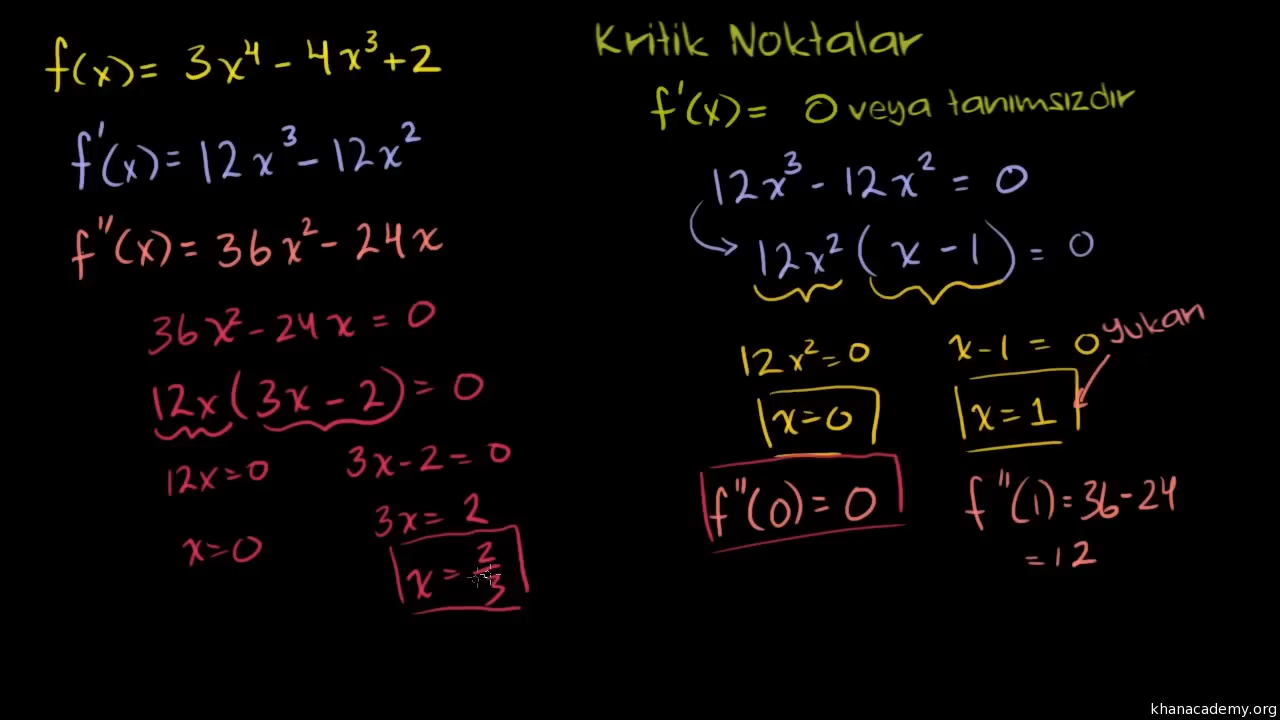 f(x) = 3x⁴ - 4x³ + 2
f'(x) = 12x³ - 12x²
f''(x) = 36x² - 24x
36x² - 24x = 0
12x(3x - 2) = 0
12x = 0
3x - 2 = 0
3x = 2
x = 0
x = 2/3
Kritik Noktalar
f'(x) = 0 veya tanımsızdır
12x³ - 12x² = 0
12x²(x - 1) = 0
12x² = 0
x - 1 = 0
yukarı
x = 0
x = 1
f''(0) = 0
f''(1) = 36 - 24
= 12
khanacademy.org